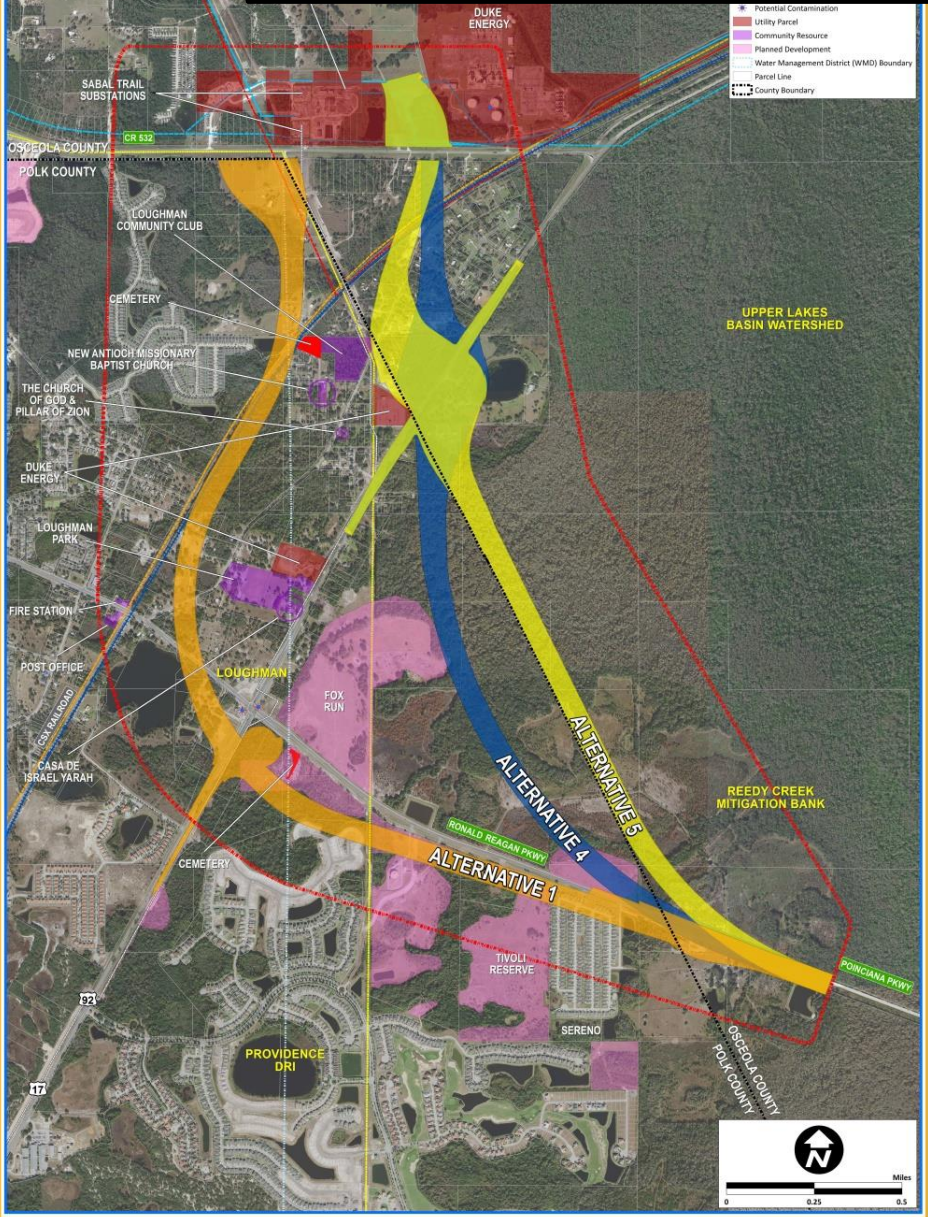 DUKE
ENERGY
Potential Contamination
Utility Parcel
Community Resource
Planned Development
Water Management District (WMD) Boundary
Parcel Line
County Boundary
SABAL TRAIL
SUBSTATIONS
CR 532
OSCEOLA COUNTY
POLK COUNTY
LOUGHMAN
COMMUNITY CLUB
CEMETERY
UPPER LAKES
BASIN WATERSHED
NEW ANTIOCH MISSIONARY
BAPTIST CHURCH
THE CHURCH
OF GOD &
PILLAR OF ZION
DUKE
ENERGY
LOUGHMAN
PARK
FIRE STATION
POST OFFICE
LOUGHMAN
FOX
RUN
CSX RAILROAD
CASA DE
ISRAEL YARAH
ALTERNATIVE 5
ALTERNATIVE 4
REEDY CREEK
MITIGATION BANK
RONALD REAGAN PKWY
CEMETERY
ALTERNATIVE 1
TIVOLI
RESERVE
POINCIANA PKWY
92
SERENO
OSCEOLA COUNTY
POLK COUNTY
PROVIDENCE
DRI
17
N
Miles
0 0.25 0.5